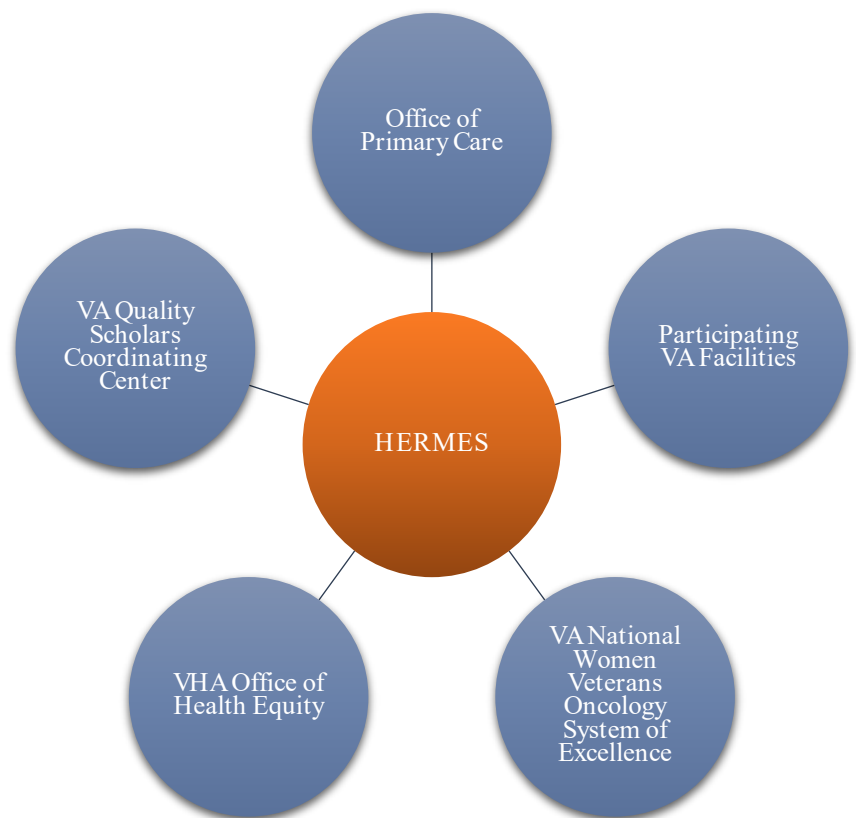 Office of
Primary Care
VA Quality
Scholars
Coordinating
Center
Participating
VA Facilities
HERMES
VHA Office of
Health Equity
VA National
Women
Veterans
Oncology
System of
Excellence